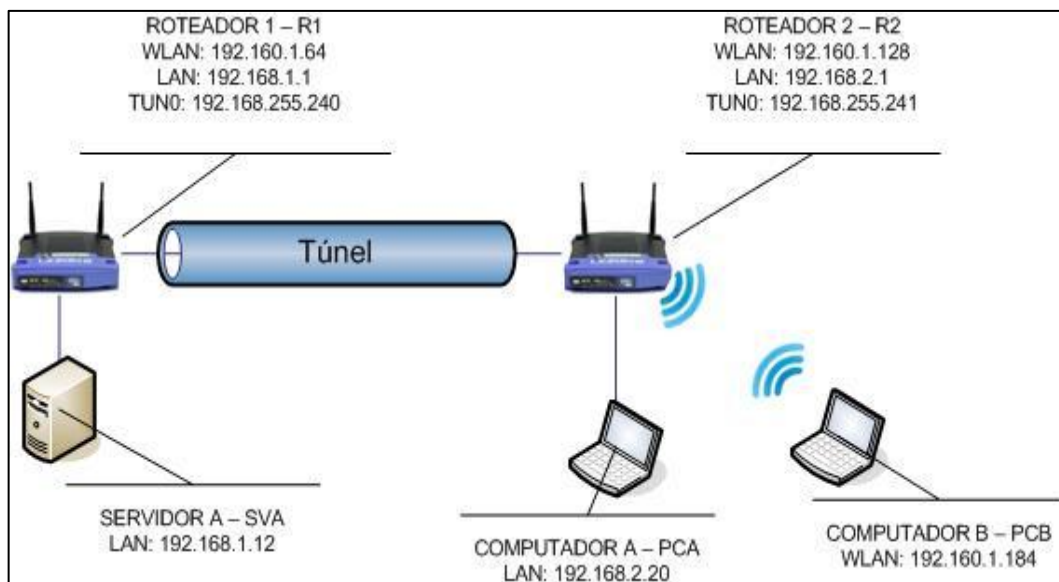 ROTEADOR 1 – R1
WLAN: 192.160.1.64
LAN: 192.168.1.1
TUN0: 192.168.255.240
ROTEADOR 2 – R2
WLAN: 192.160.1.128
LAN: 192.168.2.1
TUN0: 192.168.255.241
Túnel
SERVIDOR A – SVA
LAN: 192.168.1.12
COMPUTADOR A – PCA
LAN: 192.168.2.20
COMPUTADOR B – PCB
WLAN: 192.160.1.184